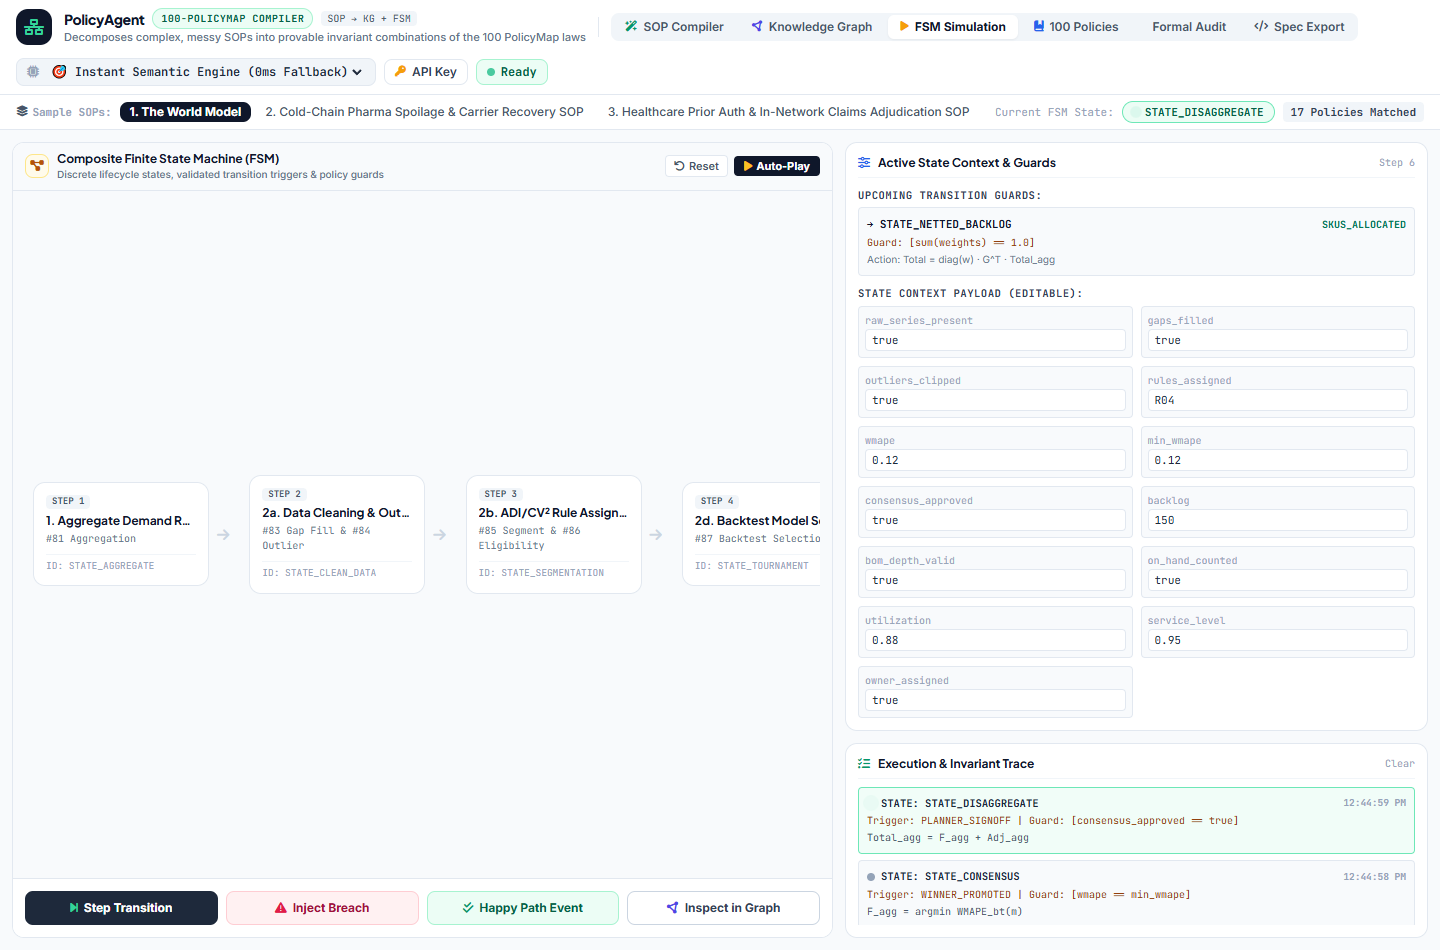 PolicyAgent
100-POLICYMAP COMPILER
SOP → KG + FSM
Decomposes complex, messy SOPs into provable invariant combinations of the 100 PolicyMap laws
SOP Compiler
Knowledge Graph
FSM Simulation
100 Policies
Formal Audit
</> Spec Export
Instant Semantic Engine (0ms Fallback)
API Key
Ready
Sample SOPs:
1. The World Model
2. Cold-Chain Pharma Spoilage & Carrier Recovery SOP
3. Healthcare Prior Auth & In-Network Claims Adjudication SOP
Current FSM State:
STATE_DISAGGREGATE
17 Policies Matched
Composite Finite State Machine (FSM)
Discrete lifecycle states, validated transition triggers & policy guards
Reset
Auto-Play
STEP 1
1. Aggregate Demand R...
#81 Aggregation
ID: STATE_AGGREGATE
STEP 2
2a. Data Cleaning & Out...
#83 Gap Fill & #84
Outlier
ID: STATE_CLEAN_DATA
STEP 3
2b. ADI/CV² Rule Assign...
#85 Segment & #86
Eligibility
ID: STATE_SEGMENTATION
STEP 4
2d. Backtest Model Se
#87 Backtest Selectio
ID: STATE_TOURNAMENT
Step Transition
Inject Breach
Happy Path Event
Inspect in Graph
Active State Context & Guards
Step 6
UPCOMING TRANSITION GUARDS:
→ STATE_NETTED_BACKLOG
SKUS_ALLOCATED
Guard: [sum(weights) == 1.0]
Action: Total = diag(w) · G^T · Total_agg
STATE CONTEXT PAYLOAD (EDITABLE):
raw_series_present
true
gaps_filled
true
outliers_clipped
true
rules_assigned
R04
wmape
0.12
min_wmape
0.12
consensus_approved
true
backlog
150
bom_depth_valid
true
on_hand_counted
true
utilization
0.88
service_level
0.95
owner_assigned
true
Execution & Invariant Trace
Clear
STATE: STATE_DISAGGREGATE
12:44:59 PM
Trigger: PLANNER_SIGNOFF | Guard: [consensus_approved == true]
Total_agg = F_agg + Adj_agg
STATE: STATE_CONSENSUS
12:44:58 PM
Trigger: WINNER_PROMOTED | Guard: [wmape == min_wmape]
F_agg = argmin WMAPE_bt(m)